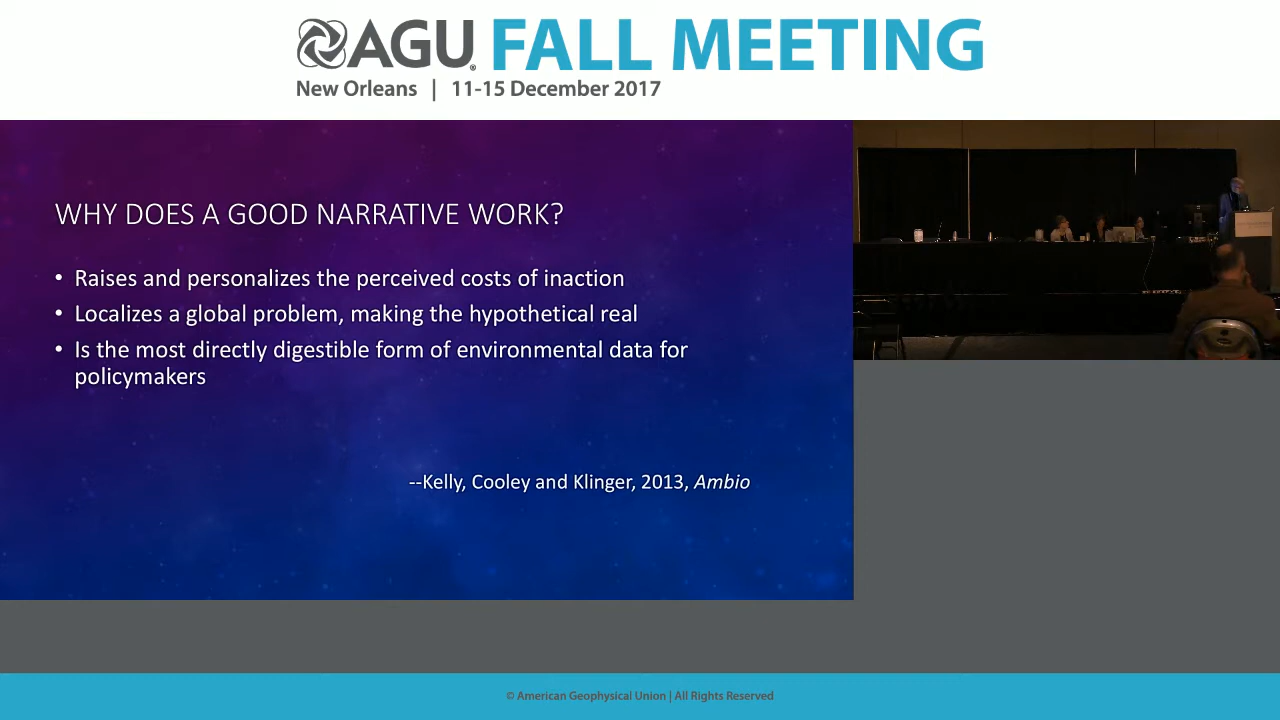 AGU FALL MEETING
New Orleans | 11-15 December 2017
WHY DOES A GOOD NARRATIVE WORK?
• Raises and personalizes the perceived costs of inaction
• Localizes a global problem, making the hypothetical real
• Is the most directly digestible form of environmental data for
policymakers
--Kelly, Cooley and Klinger, 2013, Ambio
© American Geophysical Union | All Rights Reserved